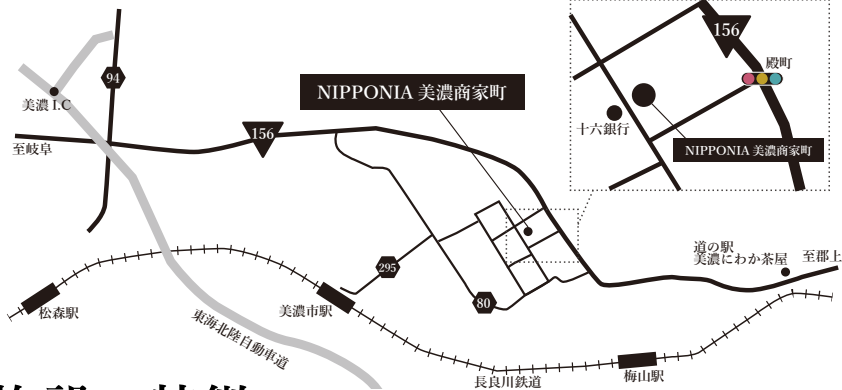 156
殿町
94
美濃 I.C
NIPPONIA 美濃商家町
十六銀行
156
至岐阜
NIPPONIA 美濃商家町
道の駅
美濃にわか茶屋
至郡上
295
80
松森駅
美濃市駅
東海北陸自動車道
長良川鉄道
梅山駅